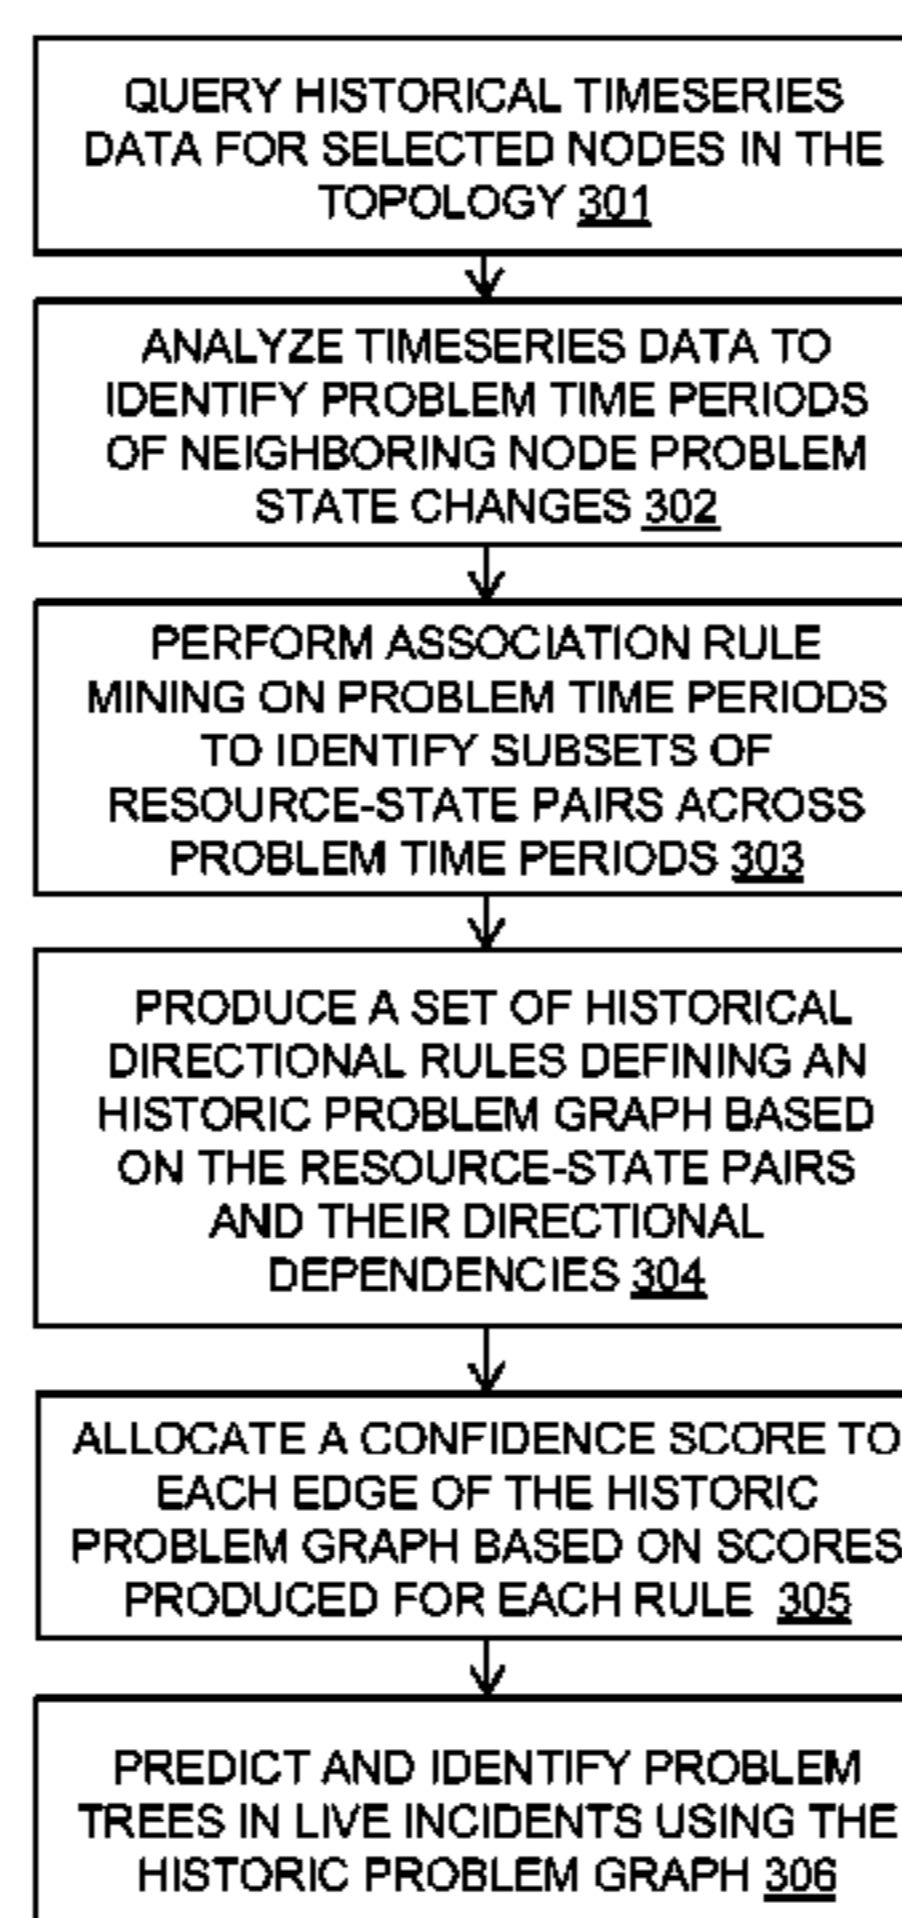 QUERY HISTORICAL TIMESERIES
DATA FOR SELECTED NODES IN THE
TOPOLOGY 301
ANALYZE TIMESERIES DATA TO
IDENTIFY PROBLEM TIME PERIODS
OF NEIGHBORING NODE PROBLEM
STATE CHANGES 302
PERFORM ASSOCIATION RULE
MINING ON PROBLEM TIME PERIODS
TO IDENTIFY SUBSETS OF
RESOURCE-STATE PAIRS ACROSS
PROBLEM TIME PERIODS 303
PRODUCE A SET OF HISTORICAL
DIRECTIONAL RULES DEFINING AN
HISTORIC PROBLEM GRAPH BASED
ON THE RESOURCE-STATE PAIRS
AND THEIR DIRECTIONAL
DEPENDENCIES 304
ALLOCATE A CONFIDENCE SCORE TO
EACH EDGE OF THE HISTORIC
PROBLEM GRAPH BASED ON SCORES
PRODUCED FOR EACH RULE 305
PREDICT AND IDENTIFY PROBLEM
TREES IN LIVE INCIDENTS USING THE
HISTORIC PROBLEM GRAPH 306